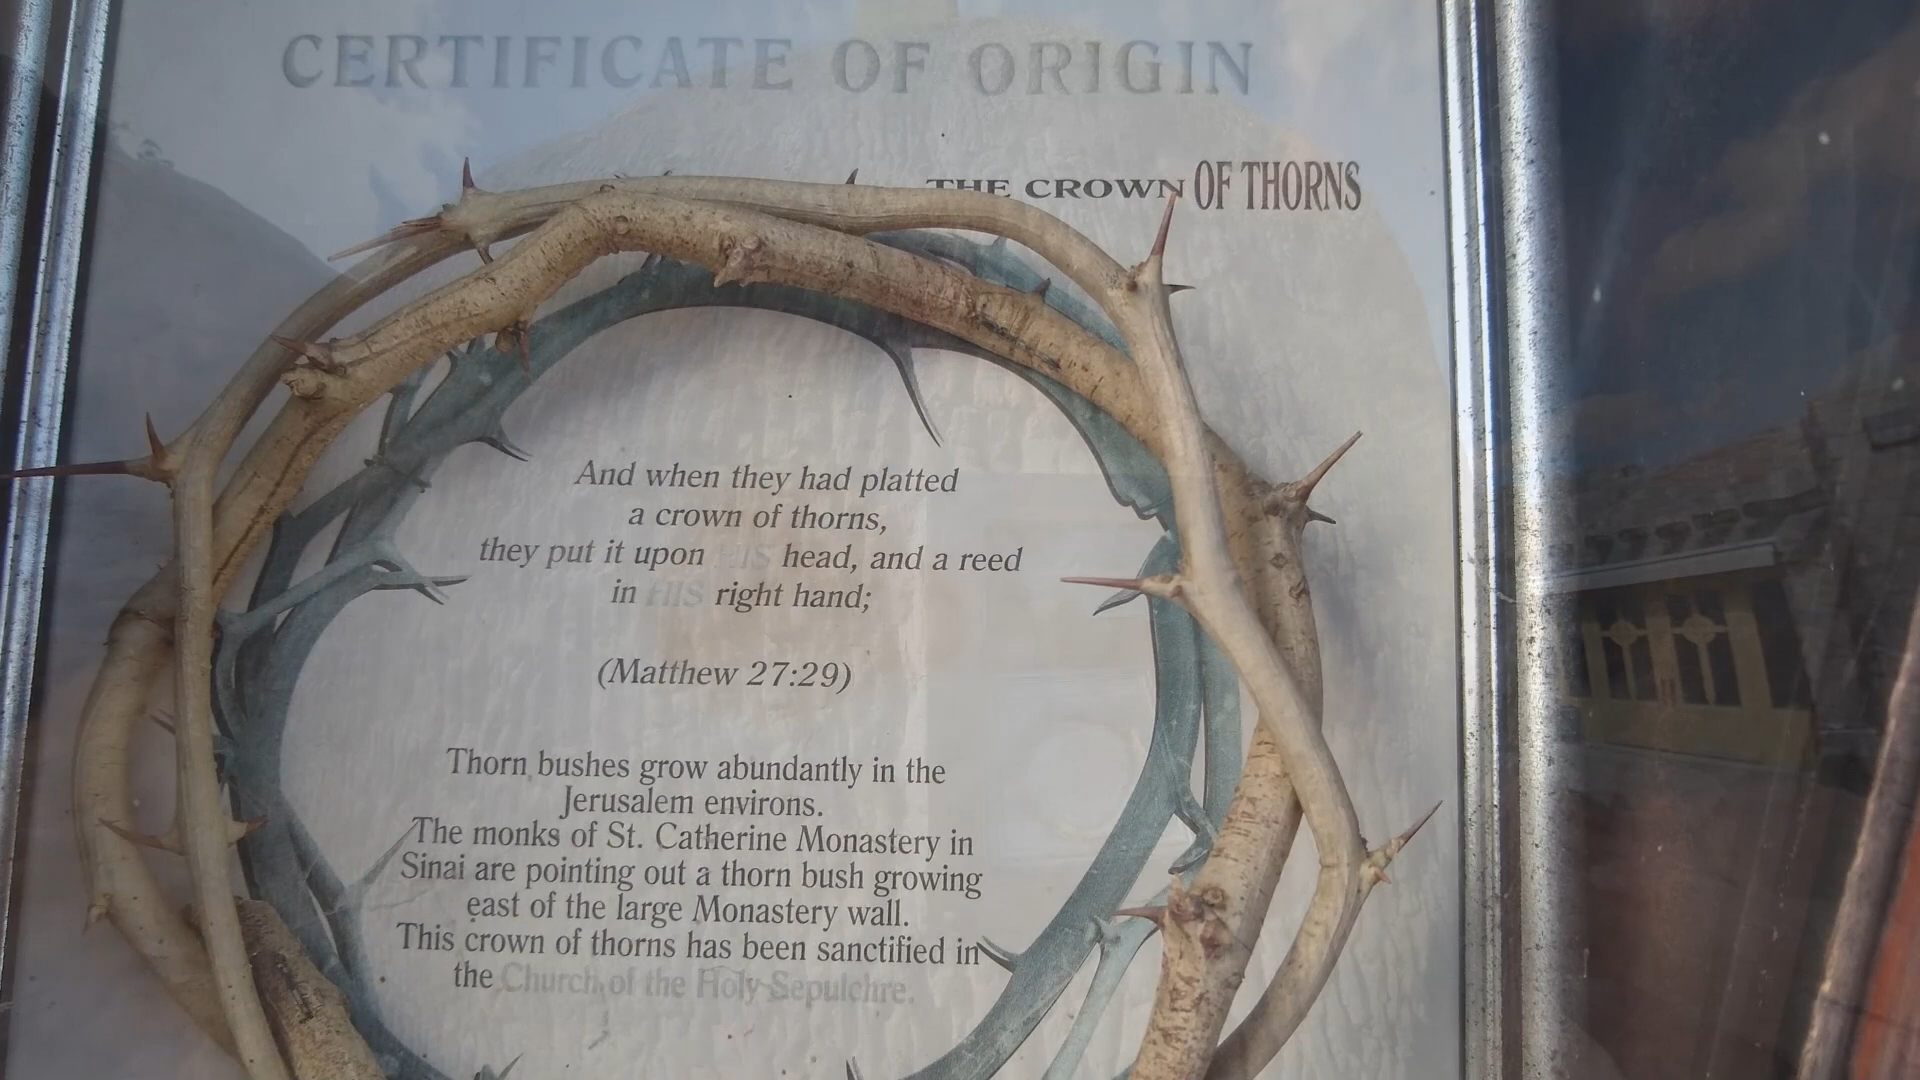 CERTIFICATE OF ORIGIN
THE CROWN OF THORNS
And when they had platted
a crown of thorns,
they put it upon HIS head, and a reed
in HIS right hand;
(Matthew 27:29)
Thorn bushes grow abundantly in the
Jerusalem environs.
The monks of St. Catherine Monastery in
Sinai are pointing out a thorn bush growing
east of the large Monastery wall.
This crown of thorns has been sanctified in
the Church of the Holy Sepulchre.